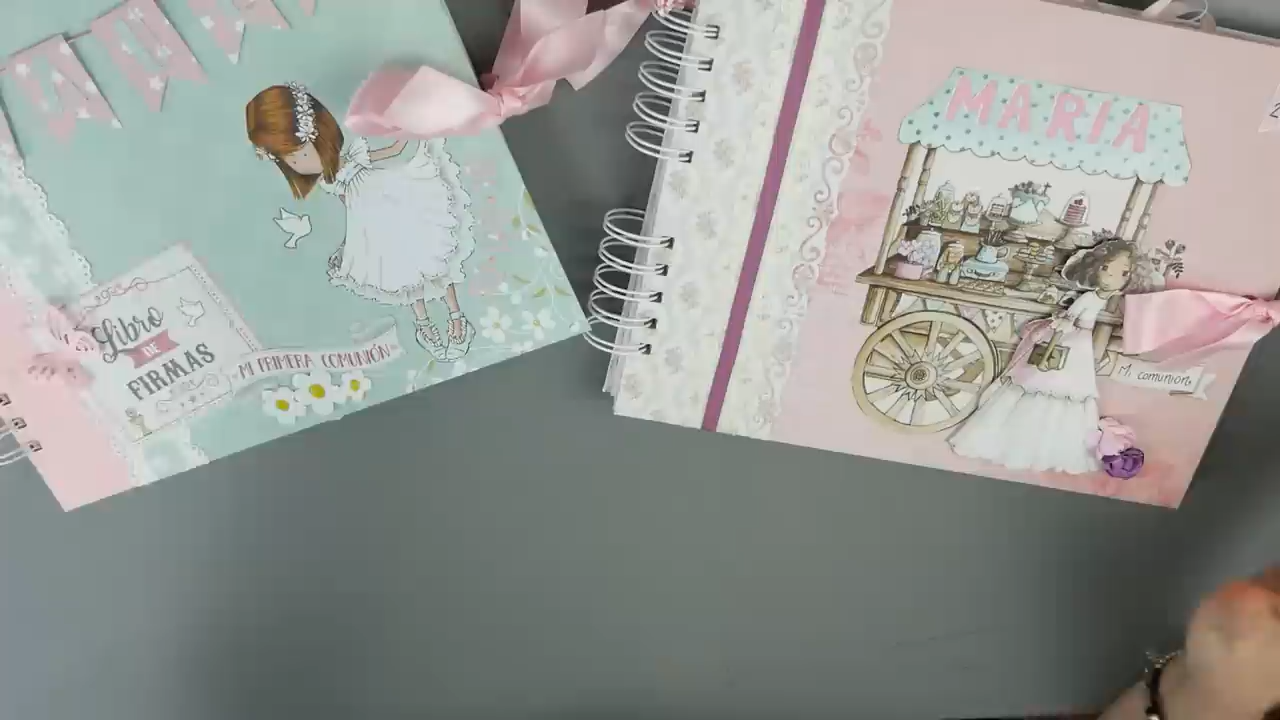 Libro
DE
FIRMAS
MI PRIMERA COMUNIÓN
MARIA
Mi comunión